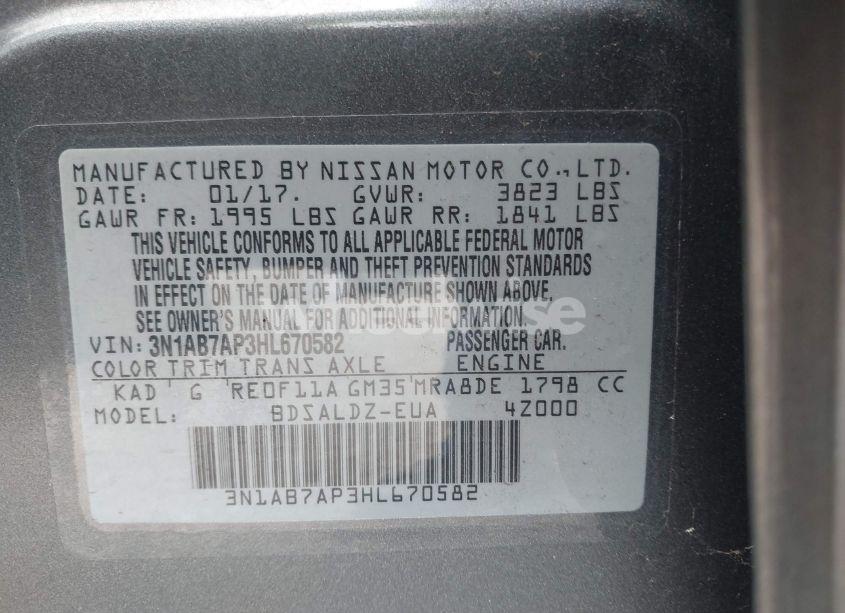 MANUFACTURED BY NISSAN MOTOR CO.,LTD.
DATE: 01/17. GVWR: 3823 LBS
GAWR FR: 1995 LBS GAWR RR: 1841 LBS
THIS VEHICLE CONFORMS TO ALL APPLICABLE FEDERAL MOTOR
VEHICLE SAFETY, BUMPER AND THEFT PREVENTION STANDARDS
IN EFFECT ON THE DATE OF MANUFACTURE SHOWN ABOVE.
SEE OWNER'S MANUAL FOR ADDITIONAL INFORMATION.
VIN: 3N1AB7AP3HL670582 PASSENGER CAR.
COLOR TRIM TRANS AXLE ENGINE
KAD G RE0F11A GM35 MRA8DE 1798 CC
MODEL: BDSALDZ-EUA 4Z000
3N1AB7AP3HL670582